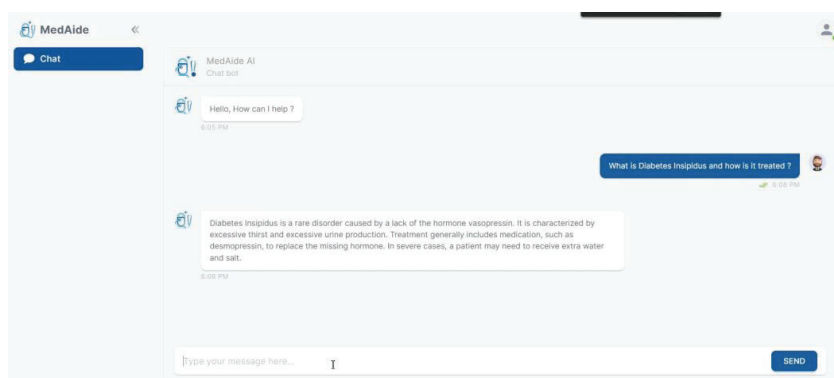 MedAide «
Chat
MedAide AI
Chat bot
Hello, How can I help ?
6:05 PM
What is Diabetes Insipidus and how is it treated ?
6:08 PM
Diabetes Insipidus is a rare disorder caused by a lack of the hormone vasopressin. It is characterized by
excessive thirst and excessive urine production. Treatment generally includes medication, such as
desmopressin, to replace the missing hormone. In severe cases, a patient may need to receive extra water
and salt.
6:08 PM
Type your message here...
SEND